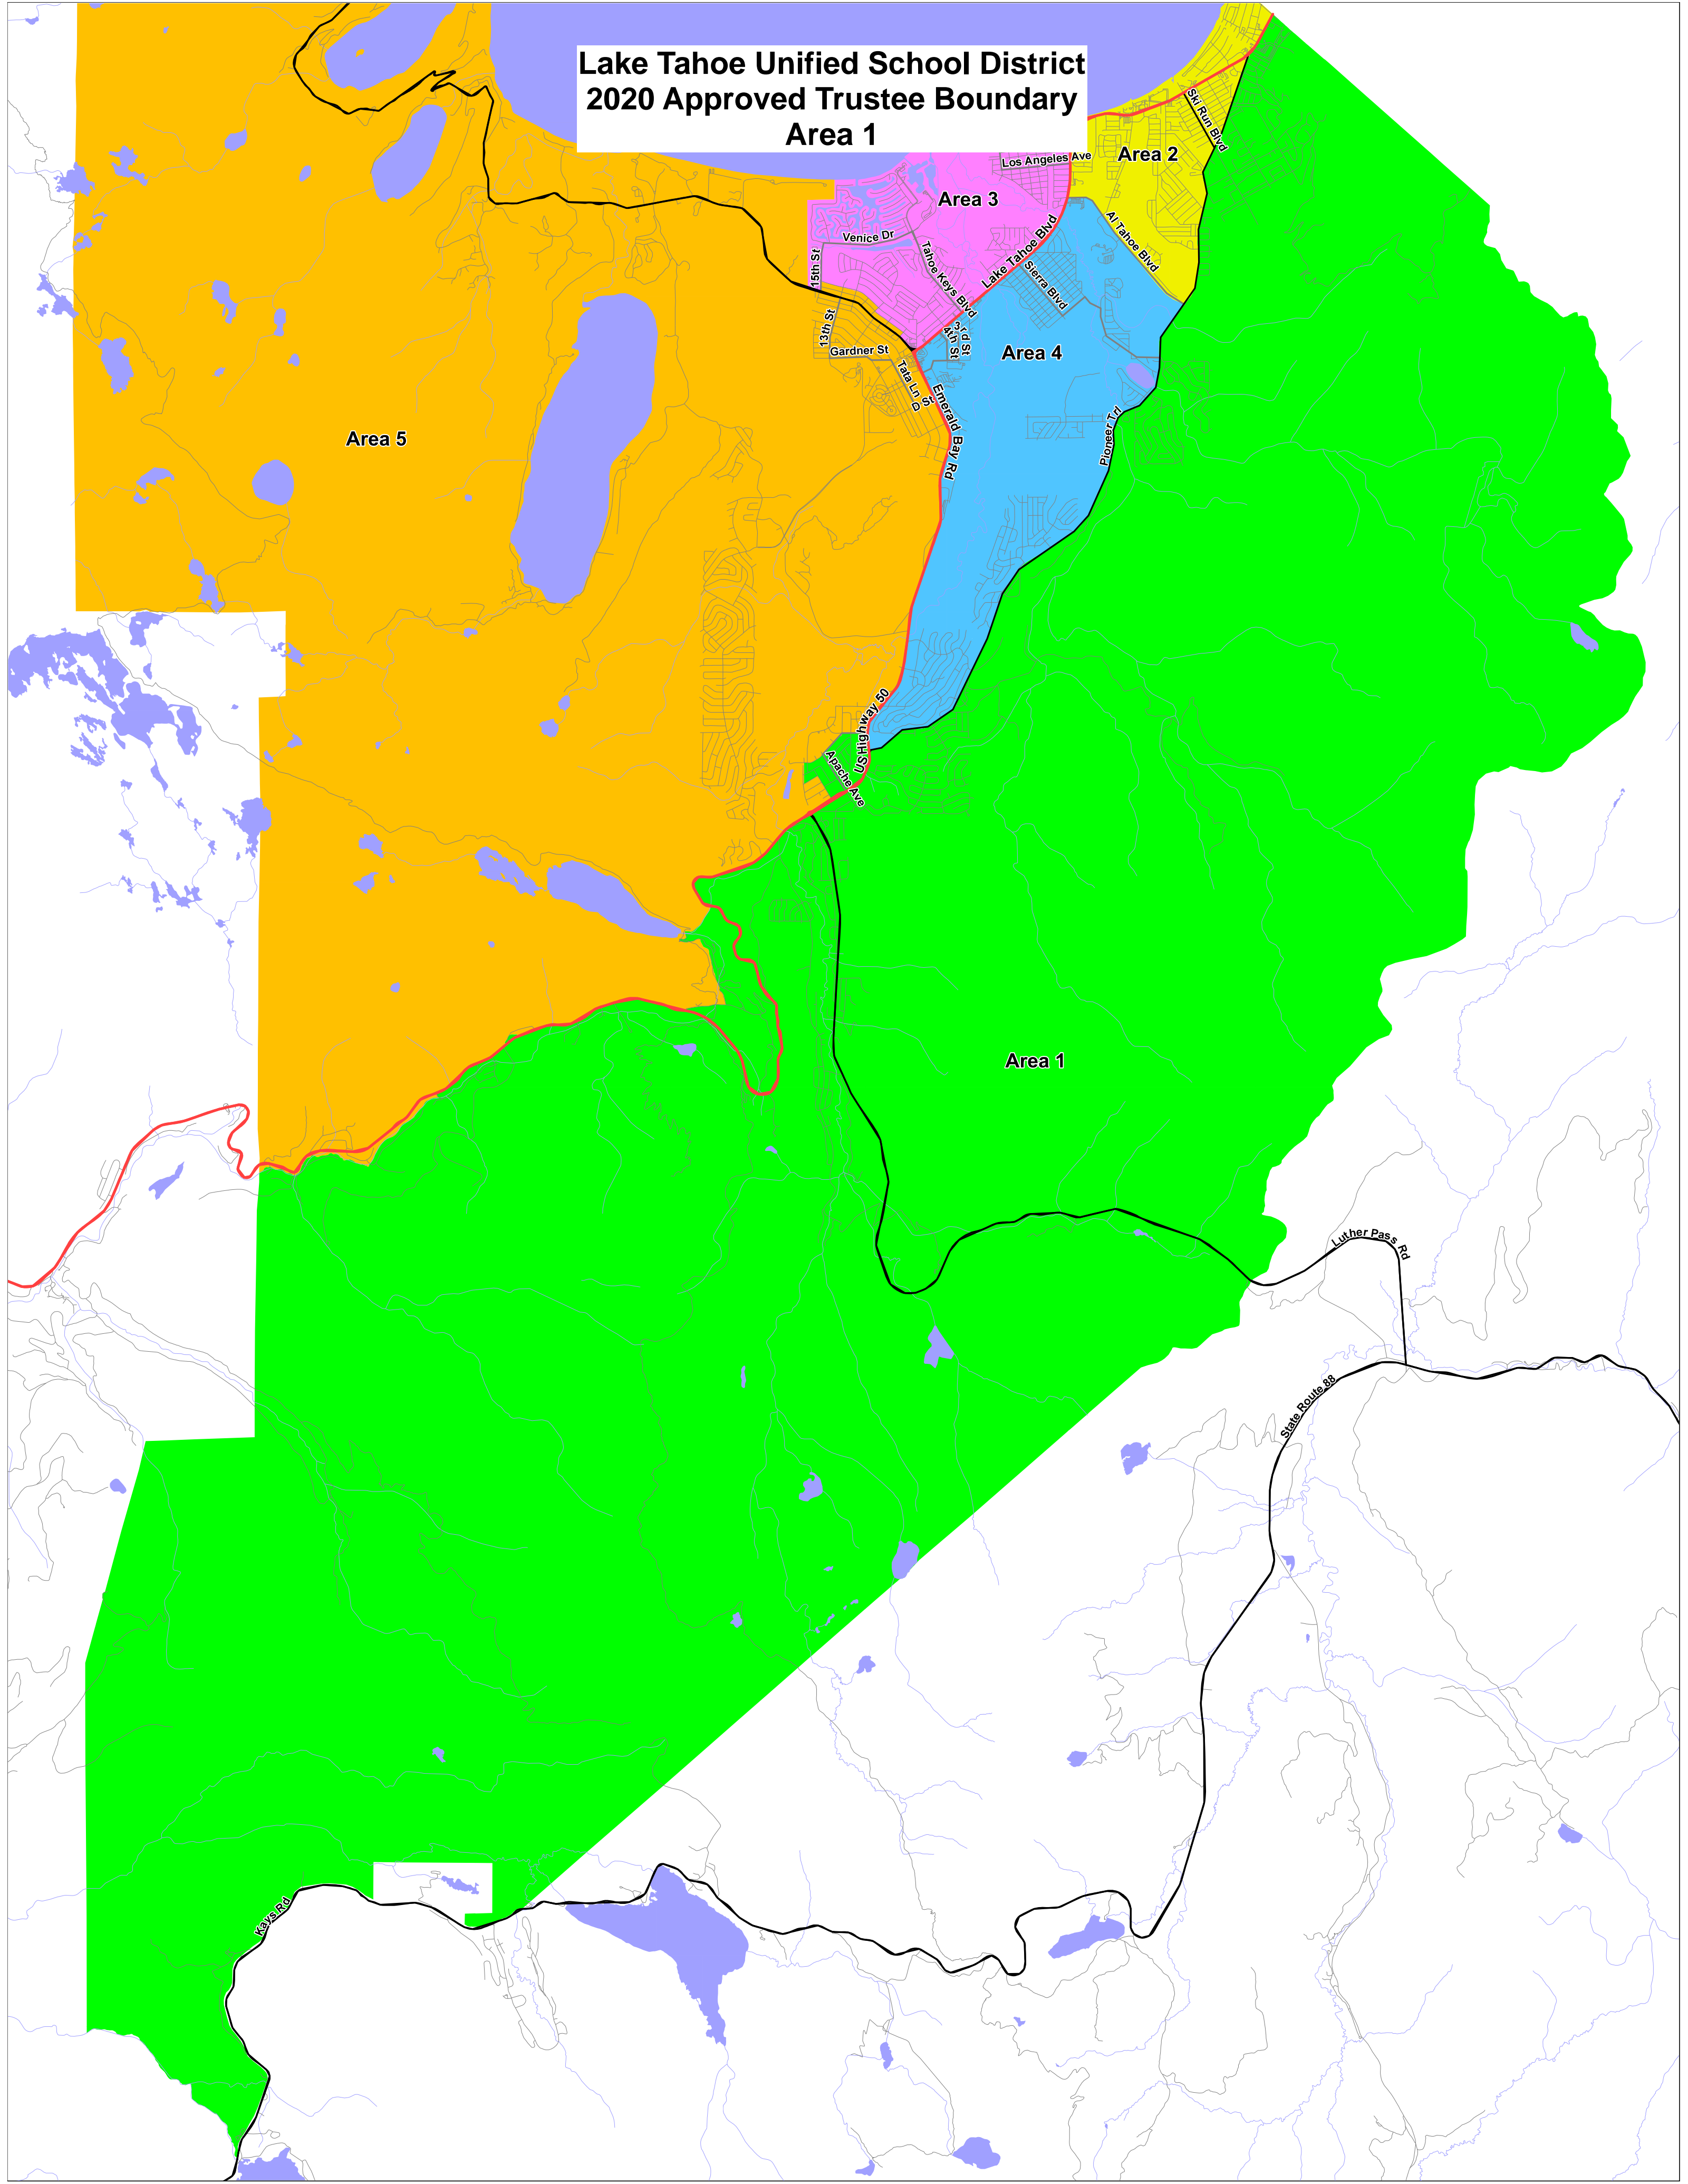 Lake Tahoe Unified School District
2020 Approved Trustee Boundary
Area 1
Ski Run Blvd
Los Angeles Ave
Area 2
Area 3
Al Tahoe Blvd
Venice Dr
Lake Tahoe Blvd
15th St
Tahoe Keys Blvd
Sierra Blvd
13th St
3rd St
4th St
Gardner St
Area 4
Tata Ln
D St
Emerald Bay Rd
Pioneer Trl
Area 5
US Highway 50
Apache Ave
Area 1
Luther Pass Rd
State Route 88
Kays Rd